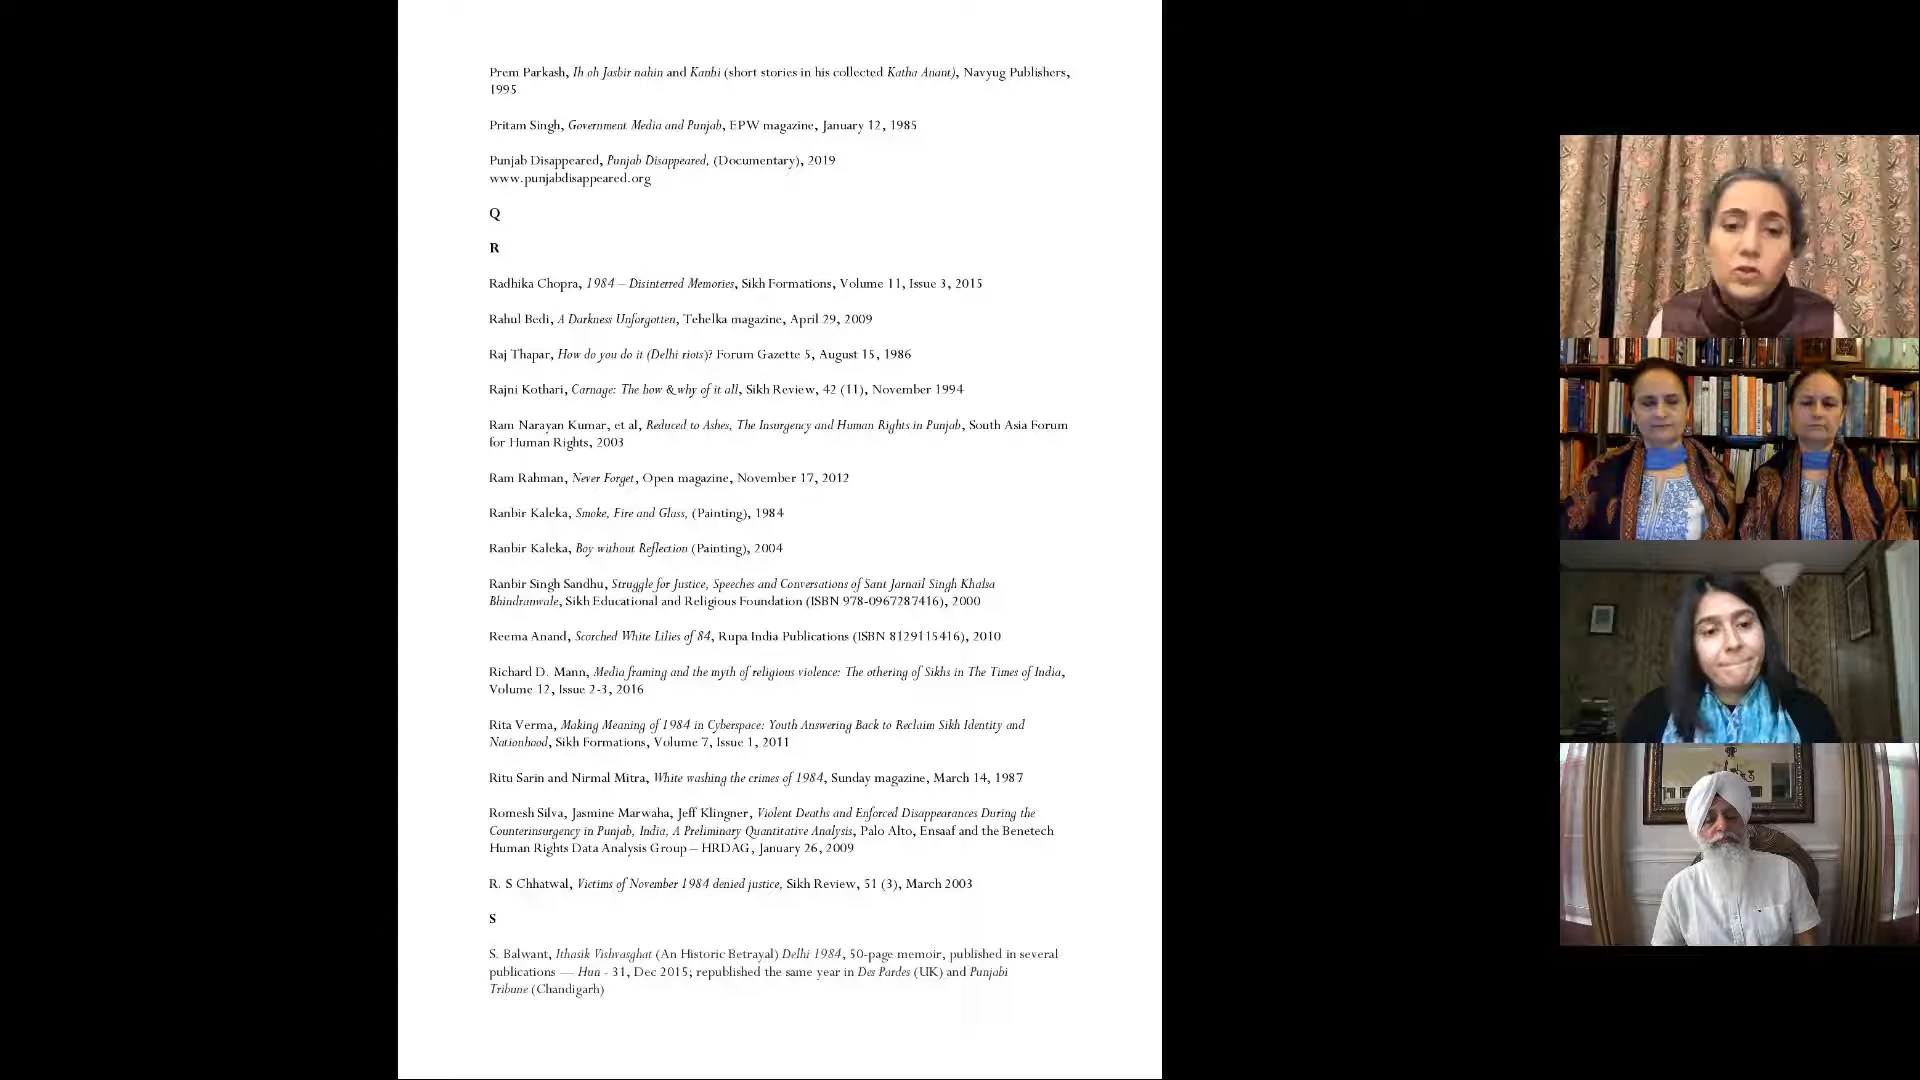 Prem Parkash, Ih oh Jasbir nahin and Kanhi (short stories in his collected Katha Anant), Navyug Publishers,
1995
Pritam Singh, Government Media and Punjab, EPW magazine, January 12, 1985
Punjab Disappeared, Punjab Disappeared, (Documentary), 2019
www.punjabdisappeared.org
Q
R
Radhika Chopra, 1984 – Disinterred Memories, Sikh Formations, Volume 11, Issue 3, 2015
Rahul Bedi, A Darkness Unforgotten, Tehelka magazine, April 29, 2009
Raj Thapar, How do you do it (Delhi riots)? Forum Gazette 5, August 15, 1986
Rajni Kothari, Carnage: The how & why of it all, Sikh Review, 42 (11), November 1994
Ram Narayan Kumar, et al, Reduced to Ashes, The Insurgency and Human Rights in Punjab, South Asia Forum
for Human Rights, 2003
Ram Rahman, Never Forget, Open magazine, November 17, 2012
Ranbir Kaleka, Smoke, Fire and Glass, (Painting), 1984
Ranbir Kaleka, Boy without Reflection (Painting), 2004
Ranbir Singh Sandhu, Struggle for Justice, Speeches and Conversations of Sant Jarnail Singh Khalsa
Bhindranwale, Sikh Educational and Religious Foundation (ISBN 978-0967287416), 2000
Reema Anand, Scorched White Lilies of 84, Rupa India Publications (ISBN 8129115416), 2010
Richard D. Mann, Media framing and the myth of religious violence: The othering of Sikhs in The Times of India,
Volume 12, Issue 2-3, 2016
Rita Verma, Making Meaning of 1984 in Cyberspace: Youth Answering Back to Reclaim Sikh Identity and
Nationhood, Sikh Formations, Volume 7, Issue 1, 2011
Ritu Sarin and Nirmal Mitra, White washing the crimes of 1984, Sunday magazine, March 14, 1987
Romesh Silva, Jasmine Marwaha, Jeff Klingner, Violent Deaths and Enforced Disappearances During the
Counterinsurgency in Punjab, India, A Preliminary Quantitative Analysis, Palo Alto, Ensaaf and the Benetech
Human Rights Data Analysis Group – HRDAG, January 26, 2009
R. S Chhatwal, Victims of November 1984 denied justice, Sikh Review, 51 (3), March 2003
S
S. Balwant, Ithasik Vishvasghat (An Historic Betrayal) Delhi 1984, 50-page memoir, published in several
publications — Hun - 31, Dec 2015; republished the same year in Des Pardes (UK) and Punjabi
Tribune (Chandigarh)